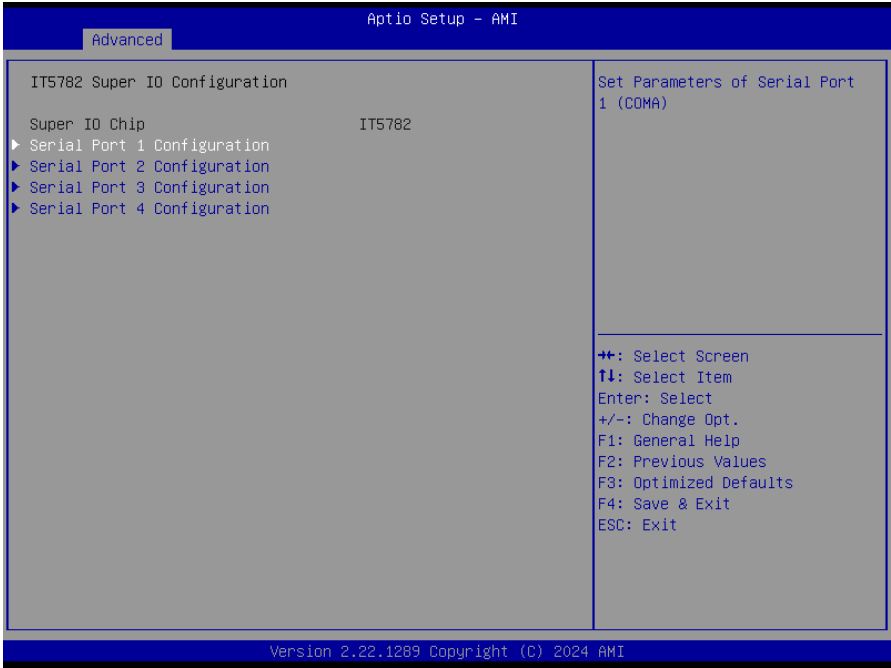 Aptio Setup - AMI
Advanced
IT5782 Super IO Configuration
Super IO Chip IT5782
Serial Port 1 Configuration
Serial Port 2 Configuration
Serial Port 3 Configuration
Serial Port 4 Configuration
Set Parameters of Serial Port
1 (COMA)
→←: Select Screen
↑↓: Select Item
Enter: Select
+/-: Change Opt.
F1: General Help
F2: Previous Values
F3: Optimized Defaults
F4: Save & Exit
ESC: Exit
Version 2.22.1289 Copyright (C) 2024 AMI